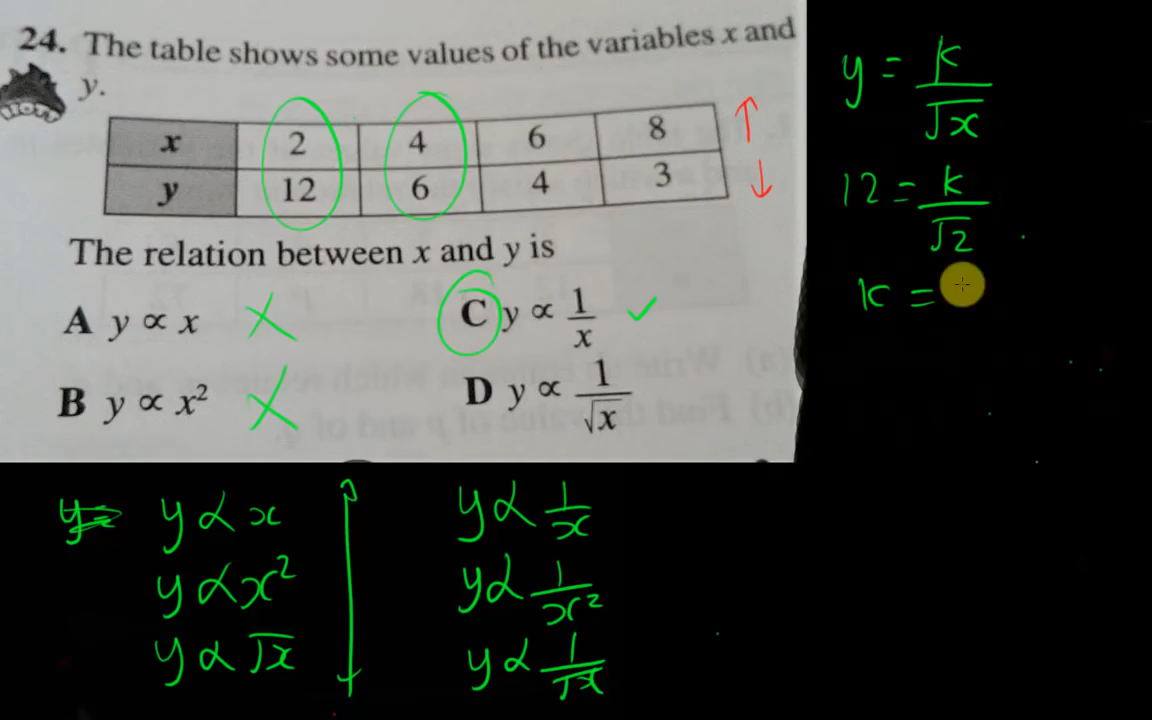 24. The table shows some values of the variables x and
y.
x 2 4 6 8
y 12 6 4 3
The relation between x and y is
A y ∝ x
C y ∝ 1/x
B y ∝ x²
D y ∝ 1/√x
y = k/√x
12 = k/√2
k =
y= y ∝ x
y ∝ x²
y ∝ √x
y ∝ 1/x
y ∝ 1/x²
y ∝ 1/√x